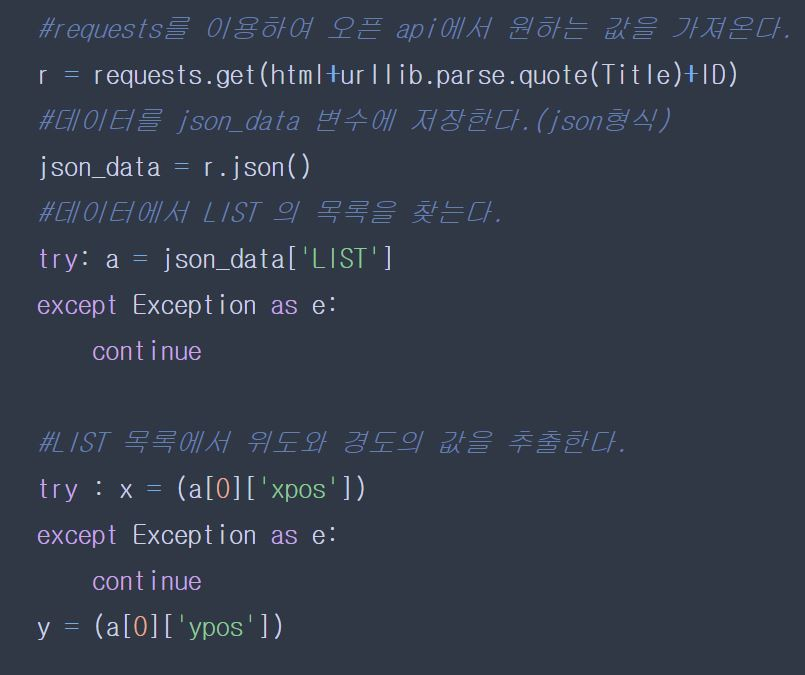 #requests를 이용하여 오픈 api에서 원하는 값을 가져온다.
r = requests.get(html+urllib.parse.quote(Title)+ID)
#데이터를 json_data 변수에 저장한다.(json형식)
json_data = r.json()
#데이터에서 LIST 의 목록을 찾는다.
try: a = json_data['LIST']
except Exception as e:
    continue
#LIST 목록에서 위도와 경도의 값을 추출한다.
try : x = (a[0]['xpos'])
except Exception as e:
    continue
y = (a[0]['ypos'])